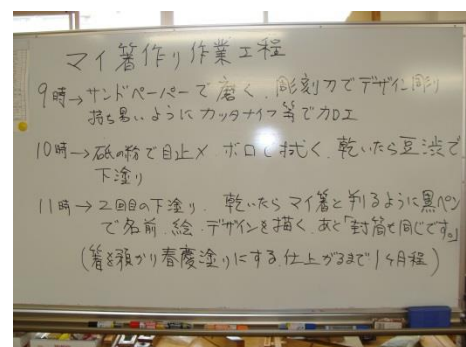 マイ箸作り作業工程
9時→サンドペーパーで磨く、彫刻刀でデザイン彫り
持ち易いようにカッタナイフ等で加工
10時→砥の粉で目止メ、ボロで拭く、乾いたら豆渋で
下塗り
11時→2回目の下塗り、乾いたらマイ箸と判るように黒ペン
で名前、絵、デザインを描く、あと「封筒も同じです。」
(箸を預かり春慶塗りにする、仕上がるまで1ヶ月程)